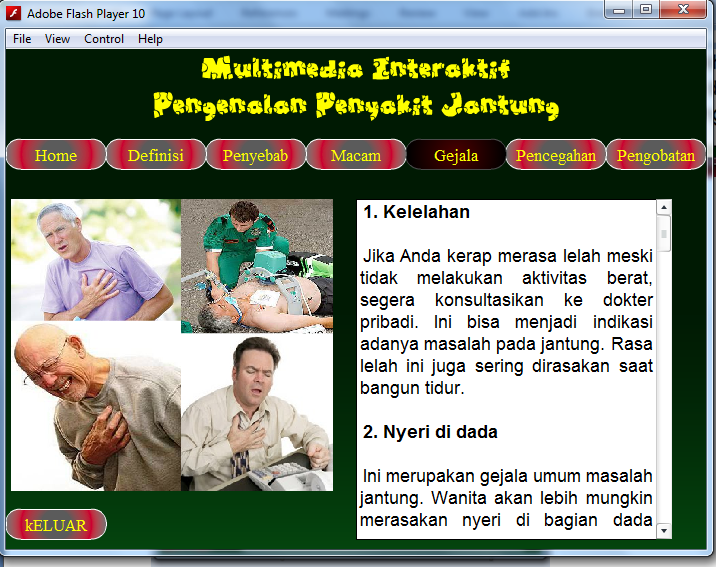 Adobe Flash Player 10
File View Control Help
Multimedia Interaktif
Pengenalan Penyakit Jantung
Home Definisi Penyebab Macam Gejala Pencegahan Pengobatan
1. Kelelahan
Jika Anda kerap merasa lelah meski
tidak melakukan aktivitas berat,
segera konsultasikan ke dokter
pribadi. Ini bisa menjadi indikasi
adanya masalah pada jantung. Rasa
lelah ini juga sering dirasakan saat
bangun tidur.
2. Nyeri di dada
Ini merupakan gejala umum masalah
jantung. Wanita akan lebih mungkin
merasakan nyeri di bagian dada
kELUAR